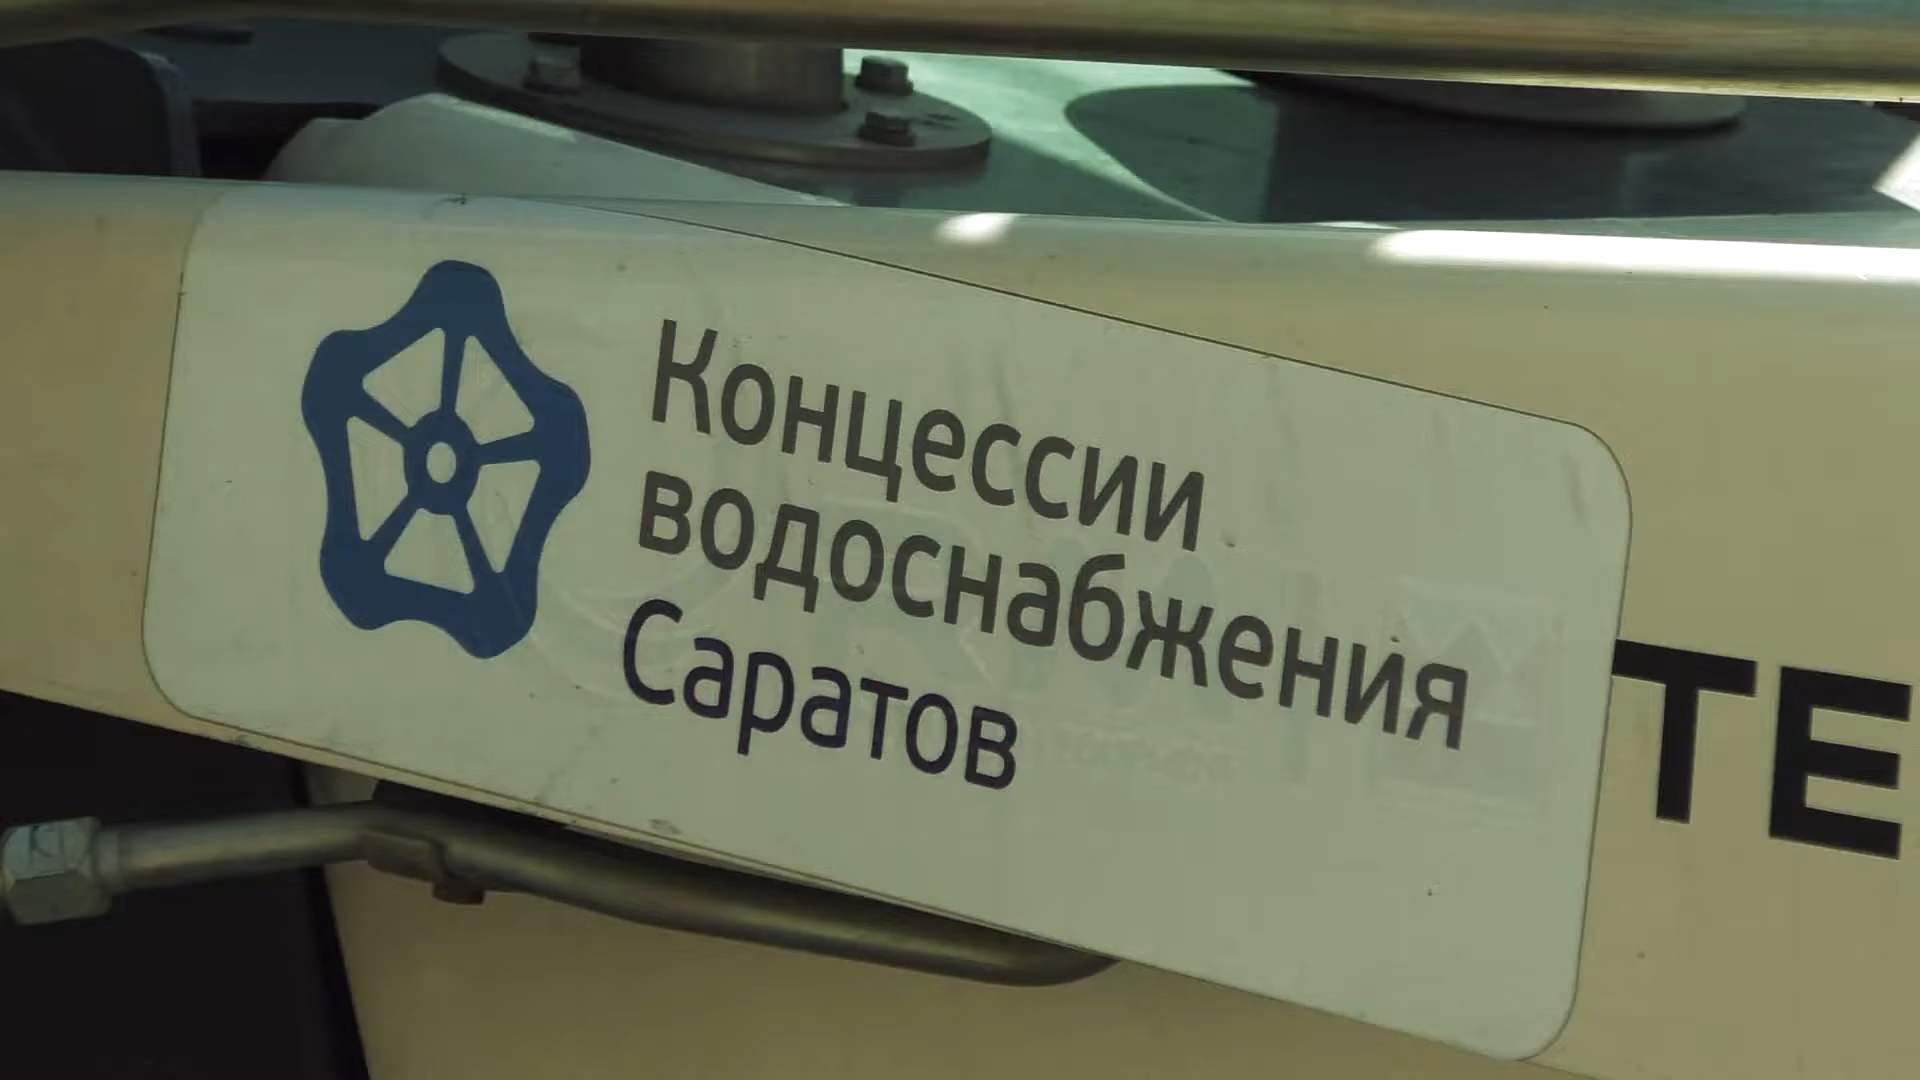 Концессии
водоснабжения
Саратов
TE